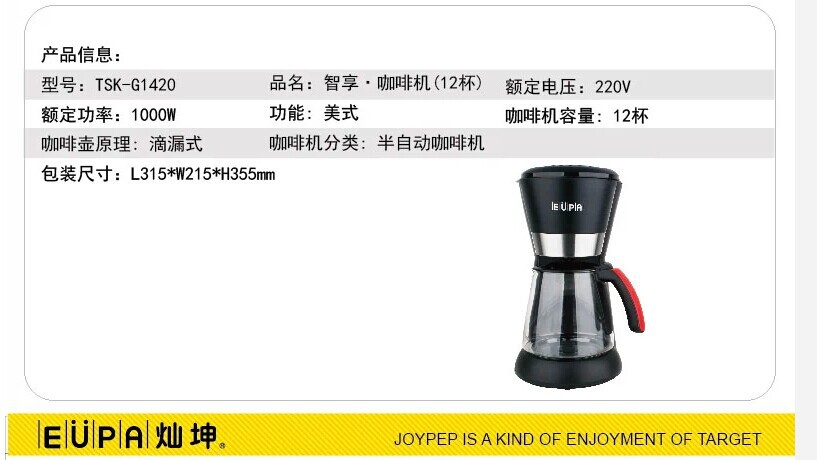 产品信息：
型号：TSK-G1420 品名：智享·咖啡机(12杯) 额定电压：220V
额定功率：1000W 功能：美式 咖啡机容量：12杯
咖啡壶原理：滴漏式 咖啡机分类：半自动咖啡机
包装尺寸：L315*W215*H355mm
EÜPA
EÜPA灿坤®
JOYPEP IS A KIND OF ENJOYMENT OF TARGET